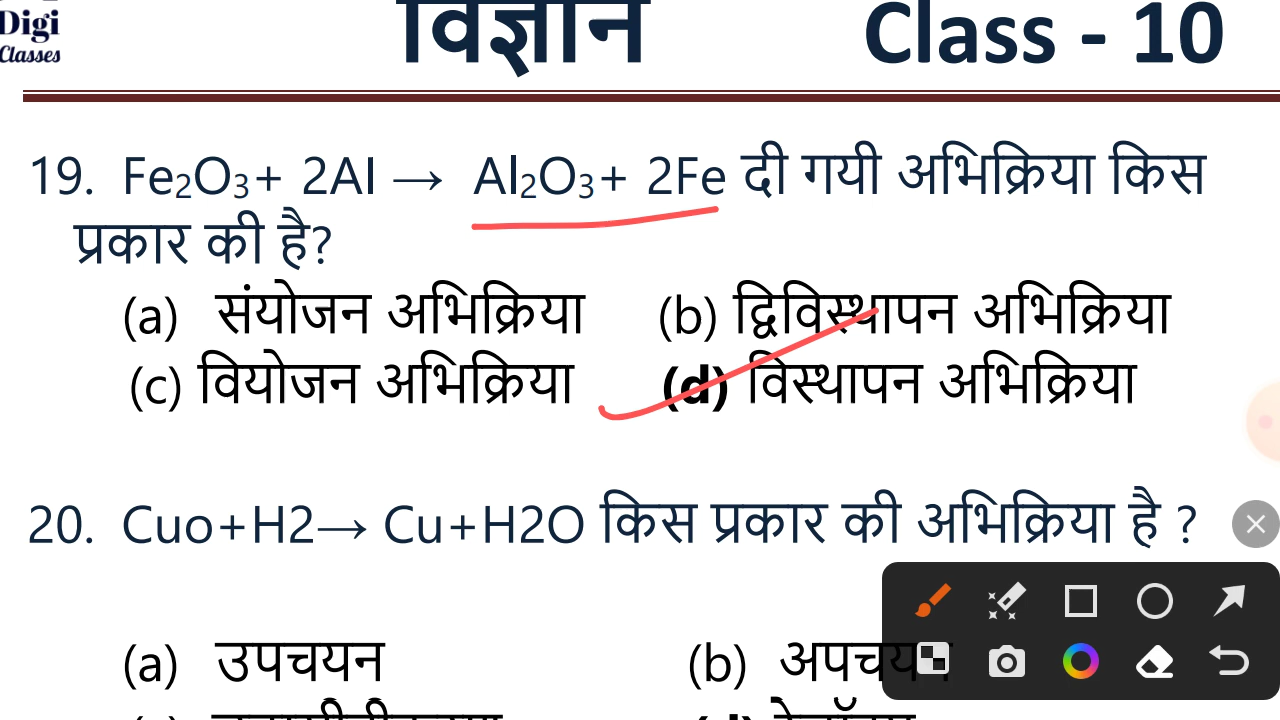 Digi
Classes
विज्ञान Class - 10
19. Fe₂O₃+ 2Al → Al₂O₃+ 2Fe दी गयी अभिक्रिया किस
प्रकार की है?
(a) संयोजन अभिक्रिया (b) द्विविस्थापन अभिक्रिया
(c) वियोजन अभिक्रिया (d) विस्थापन अभिक्रिया
20. Cuo+H2→ Cu+H2O किस प्रकार की अभिक्रिया है ?
(a) उपचयन (b) अपचयन